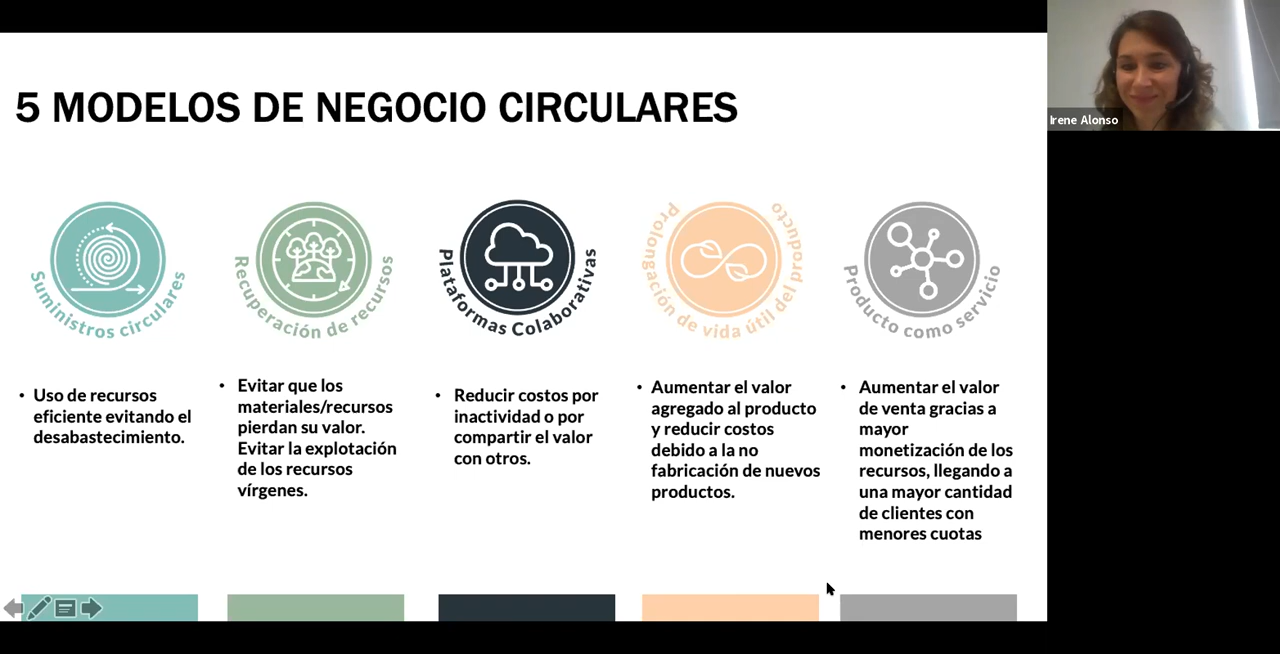 5 MODELOS DE NEGOCIO CIRCULARES
Irene Alonso
Suministros circulares
Recuperación de recursos
Plataformas Colaborativas
Prolongación de vida útil del producto
Producto como servicio
• Uso de recursos
eficiente evitando el
desabastecimiento.
• Evitar que los
materiales/recursos
pierdan su valor.
Evitar la explotación
de los recursos
vírgenes.
• Reducir costos por
inactividad o por
compartir el valor
con otros.
• Aumentar el valor
agregado al producto
y reducir costos
debido a la no
fabricación de nuevos
productos.
• Aumentar el valor
de venta gracias a
mayor
monetización de los
recursos, llegando a
una mayor cantidad
de clientes con
menores cuotas